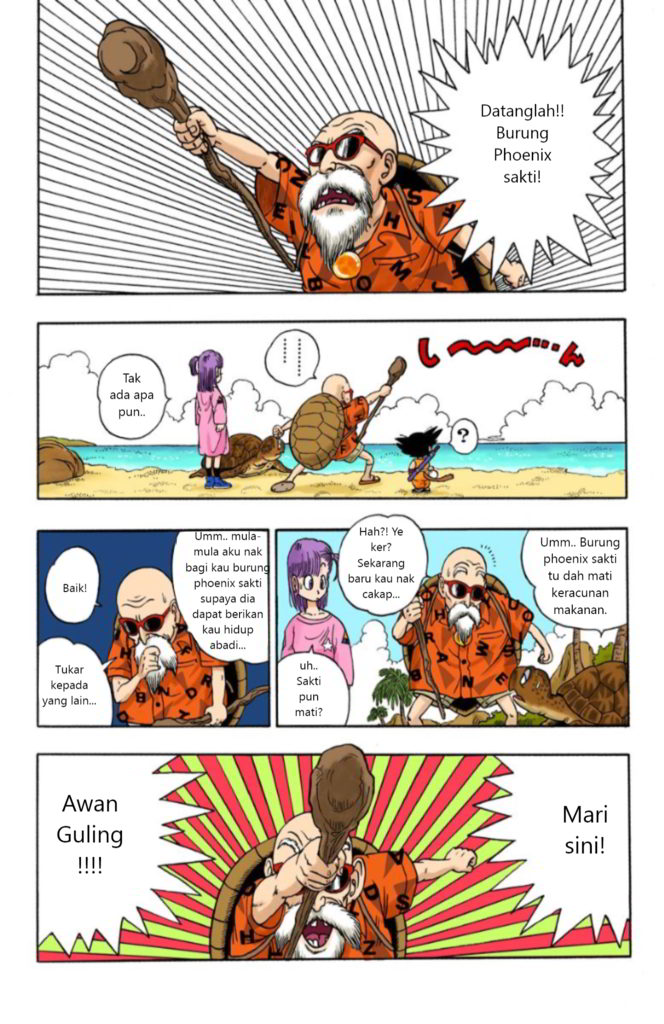 Datanglah!!
Burung
Phoenix
sakti!
し〜〜…ん
?
......
Tak
ada apa
pun..
Umm.. Burung
phoenix sakti
tu dah mati
keracunan
makanan.
Hah?! Ye
ker?
Sekarang
baru kau nak
cakap...
uh..
Sakti
pun
mati?
Umm.. mula-
mula aku nak
bagi kau burung
phoenix sakti
supaya dia
dapat berikan
kau hidup
abadi...
Baik!
Tukar
kepada
yang lain...
Mari
sini!
Awan
Guling
!!!!